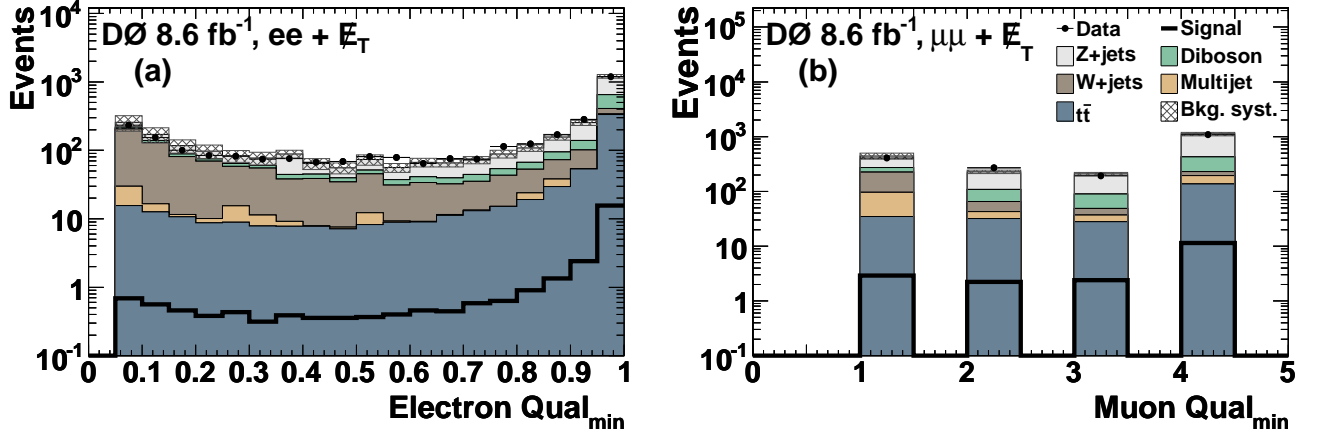 DØ 8.6 fb⁻¹, ee + E̸_T
(a)
Events
10⁴
10³
10²
10
1
10⁻¹
0 0.1 0.2 0.3 0.4 0.5 0.6 0.7 0.8 0.9 1
Electron Qual_min
DØ 8.6 fb⁻¹, μμ + E̸_T
(b)
Data Signal
Z+jets Diboson
W+jets Multijet
tt̄ Bkg. syst.
Events
10⁵
10⁴
10³
10²
10
1
10⁻¹
0 1 2 3 4 5
Muon Qual_min